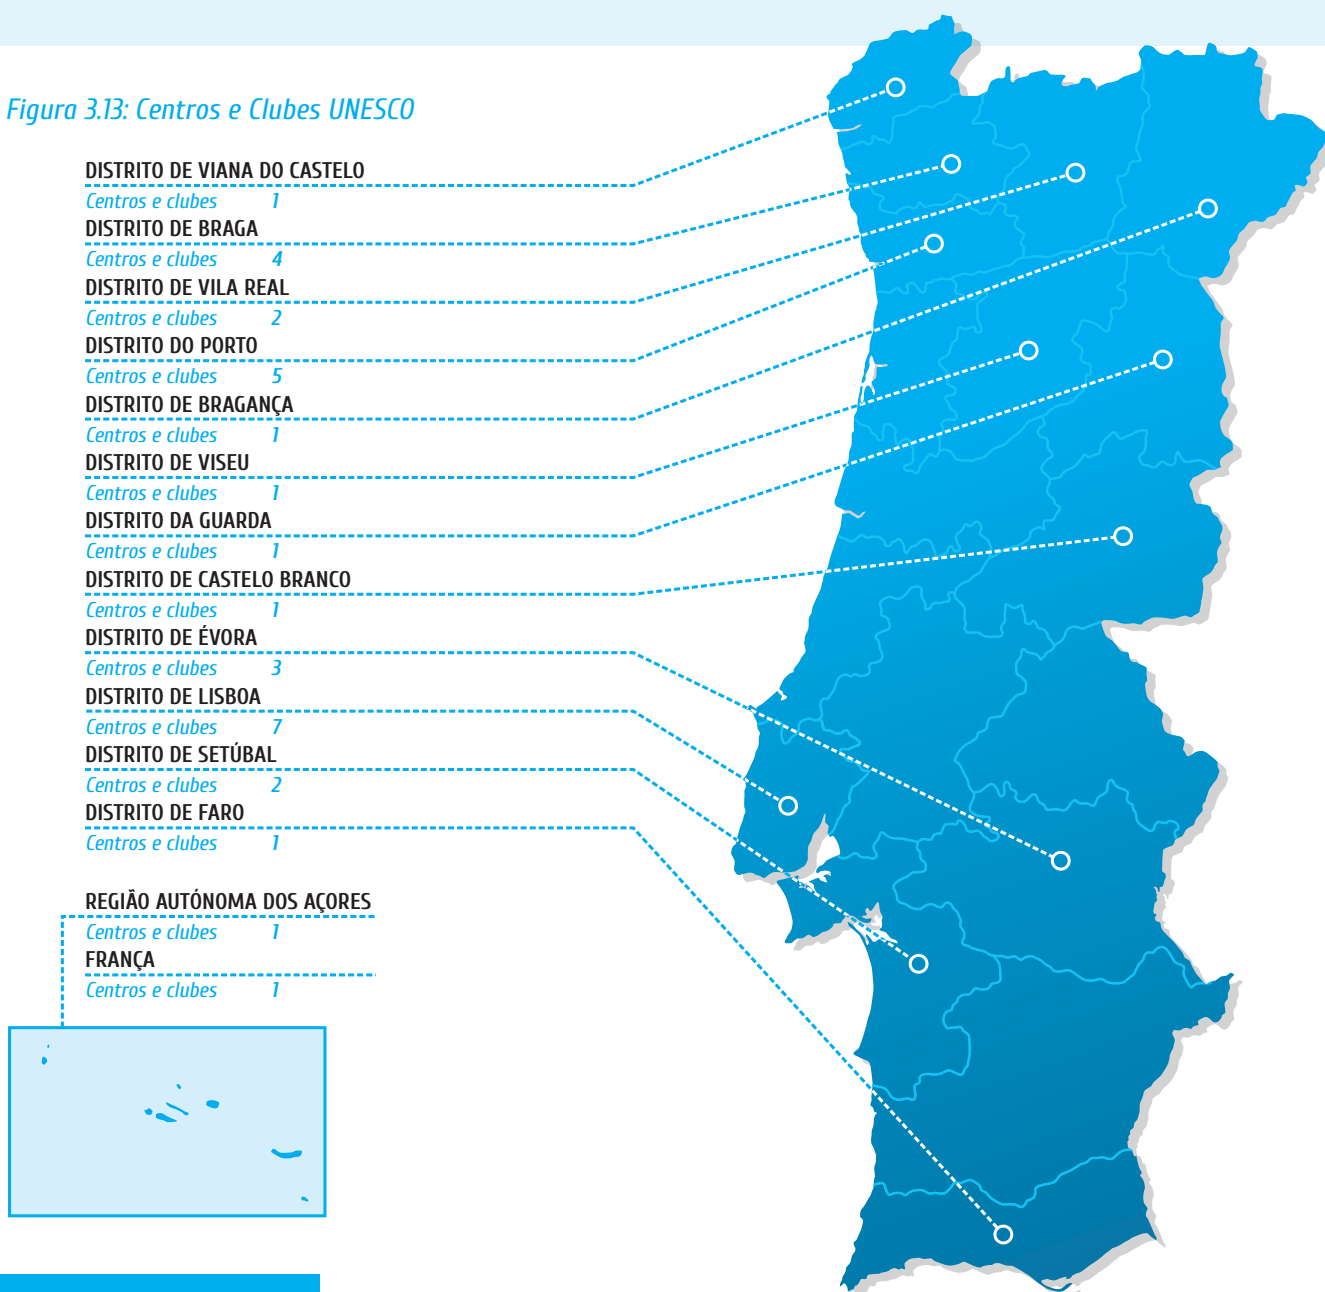 Figura 3.13: Centros e Clubes UNESCO
DISTRITO DE VIANA DO CASTELO
Centros e clubes 1
DISTRITO DE BRAGA
Centros e clubes 4
DISTRITO DE VILA REAL
Centros e clubes 2
DISTRITO DO PORTO
Centros e clubes 5
DISTRITO DE BRAGANÇA
Centros e clubes 1
DISTRITO DE VISEU
Centros e clubes 1
DISTRITO DA GUARDA
Centros e clubes 1
DISTRITO DE CASTELO BRANCO
Centros e clubes 1
DISTRITO DE ÉVORA
Centros e clubes 3
DISTRITO DE LISBOA
Centros e clubes 7
DISTRITO DE SETÚBAL
Centros e clubes 2
DISTRITO DE FARO
Centros e clubes 1
REGIÃO AUTÓNOMA DOS AÇORES
Centros e clubes 1
FRANÇA
Centros e clubes 1